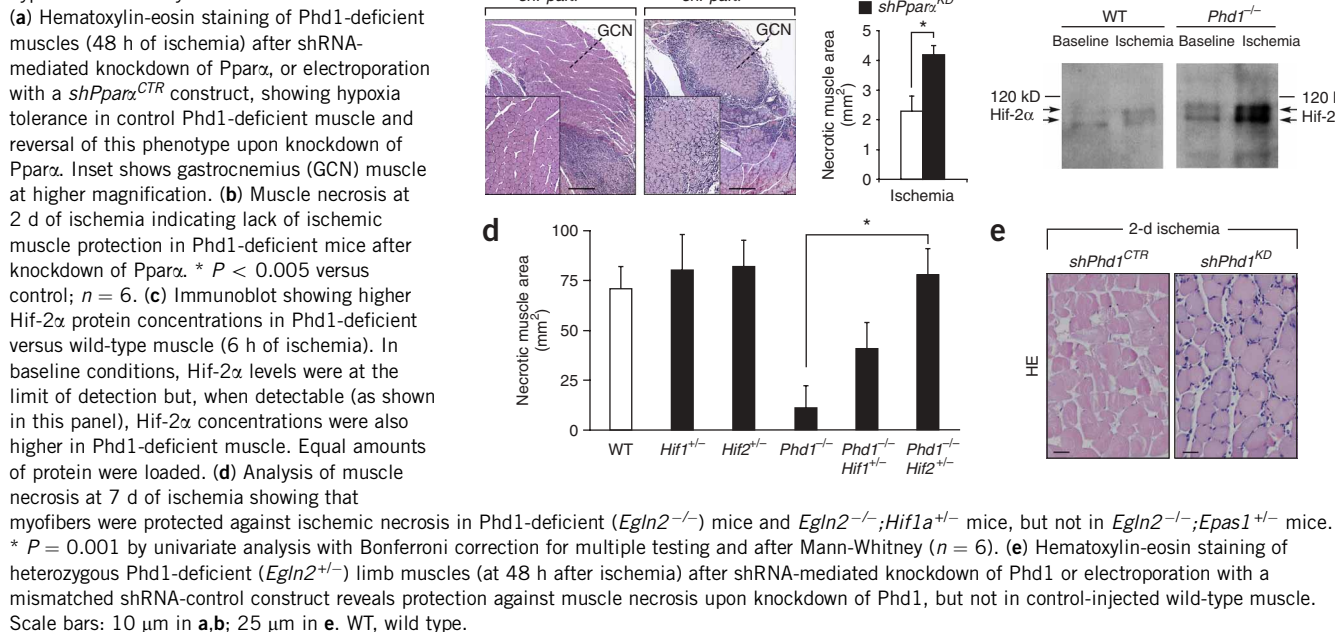 (a) Hematoxylin-eosin staining of Phd1-deficient
muscles (48 h of ischemia) after shRNA-
mediated knockdown of Pparα, or electroporation
with a shPparαCTR construct, showing hypoxia
tolerance in control Phd1-deficient muscle and
reversal of this phenotype upon knockdown of
Pparα. Inset shows gastrocnemius (GCN) muscle
at higher magnification. (b) Muscle necrosis at
2 d of ischemia indicating lack of ischemic
muscle protection in Phd1-deficient mice after
knockdown of Pparα. * P < 0.005 versus
control; n = 6. (c) Immunoblot showing higher
Hif-2α protein concentrations in Phd1-deficient
versus wild-type muscle (6 h of ischemia). In
baseline conditions, Hif-2α levels were at the
limit of detection but, when detectable (as shown
in this panel), Hif-2α concentrations were also
higher in Phd1-deficient muscle. Equal amounts
of protein were loaded. (d) Analysis of muscle
necrosis at 7 d of ischemia showing that
myofibers were protected against ischemic necrosis in Phd1-deficient (Egln2−/−) mice and Egln2−/−;Hif1a+/− mice, but not in Egln2−/−;Epas1+/− mice.
* P = 0.001 by univariate analysis with Bonferroni correction for multiple testing and after Mann-Whitney (n = 6). (e) Hematoxylin-eosin staining of
heterozygous Phd1-deficient (Egln2+/−) limb muscles (at 48 h after ischemia) after shRNA-mediated knockdown of Phd1 or electroporation with a
mismatched shRNA-control construct reveals protection against muscle necrosis upon knockdown of Phd1, but not in control-injected wild-type muscle.
Scale bars: 10 μm in a,b; 25 μm in e. WT, wild type.
GCN
GCN
shPparαKD
*
5
4
3
2
1
0
Necrotic muscle area
(mm2)
Ischemia
WT
Phd1−/−
Baseline Ischemia Baseline Ischemia
120 kD
Hif-2α
120
Hif-2
d
100
75
50
25
0
Necrotic muscle area
(mm2)
*
WT
Hif1+/−
Hif2+/−
Phd1−/−
Phd1−/−
Hif1+/−
Phd1−/−
Hif2+/−
e
2-d ischemia
shPhd1CTR
shPhd1KD
HE